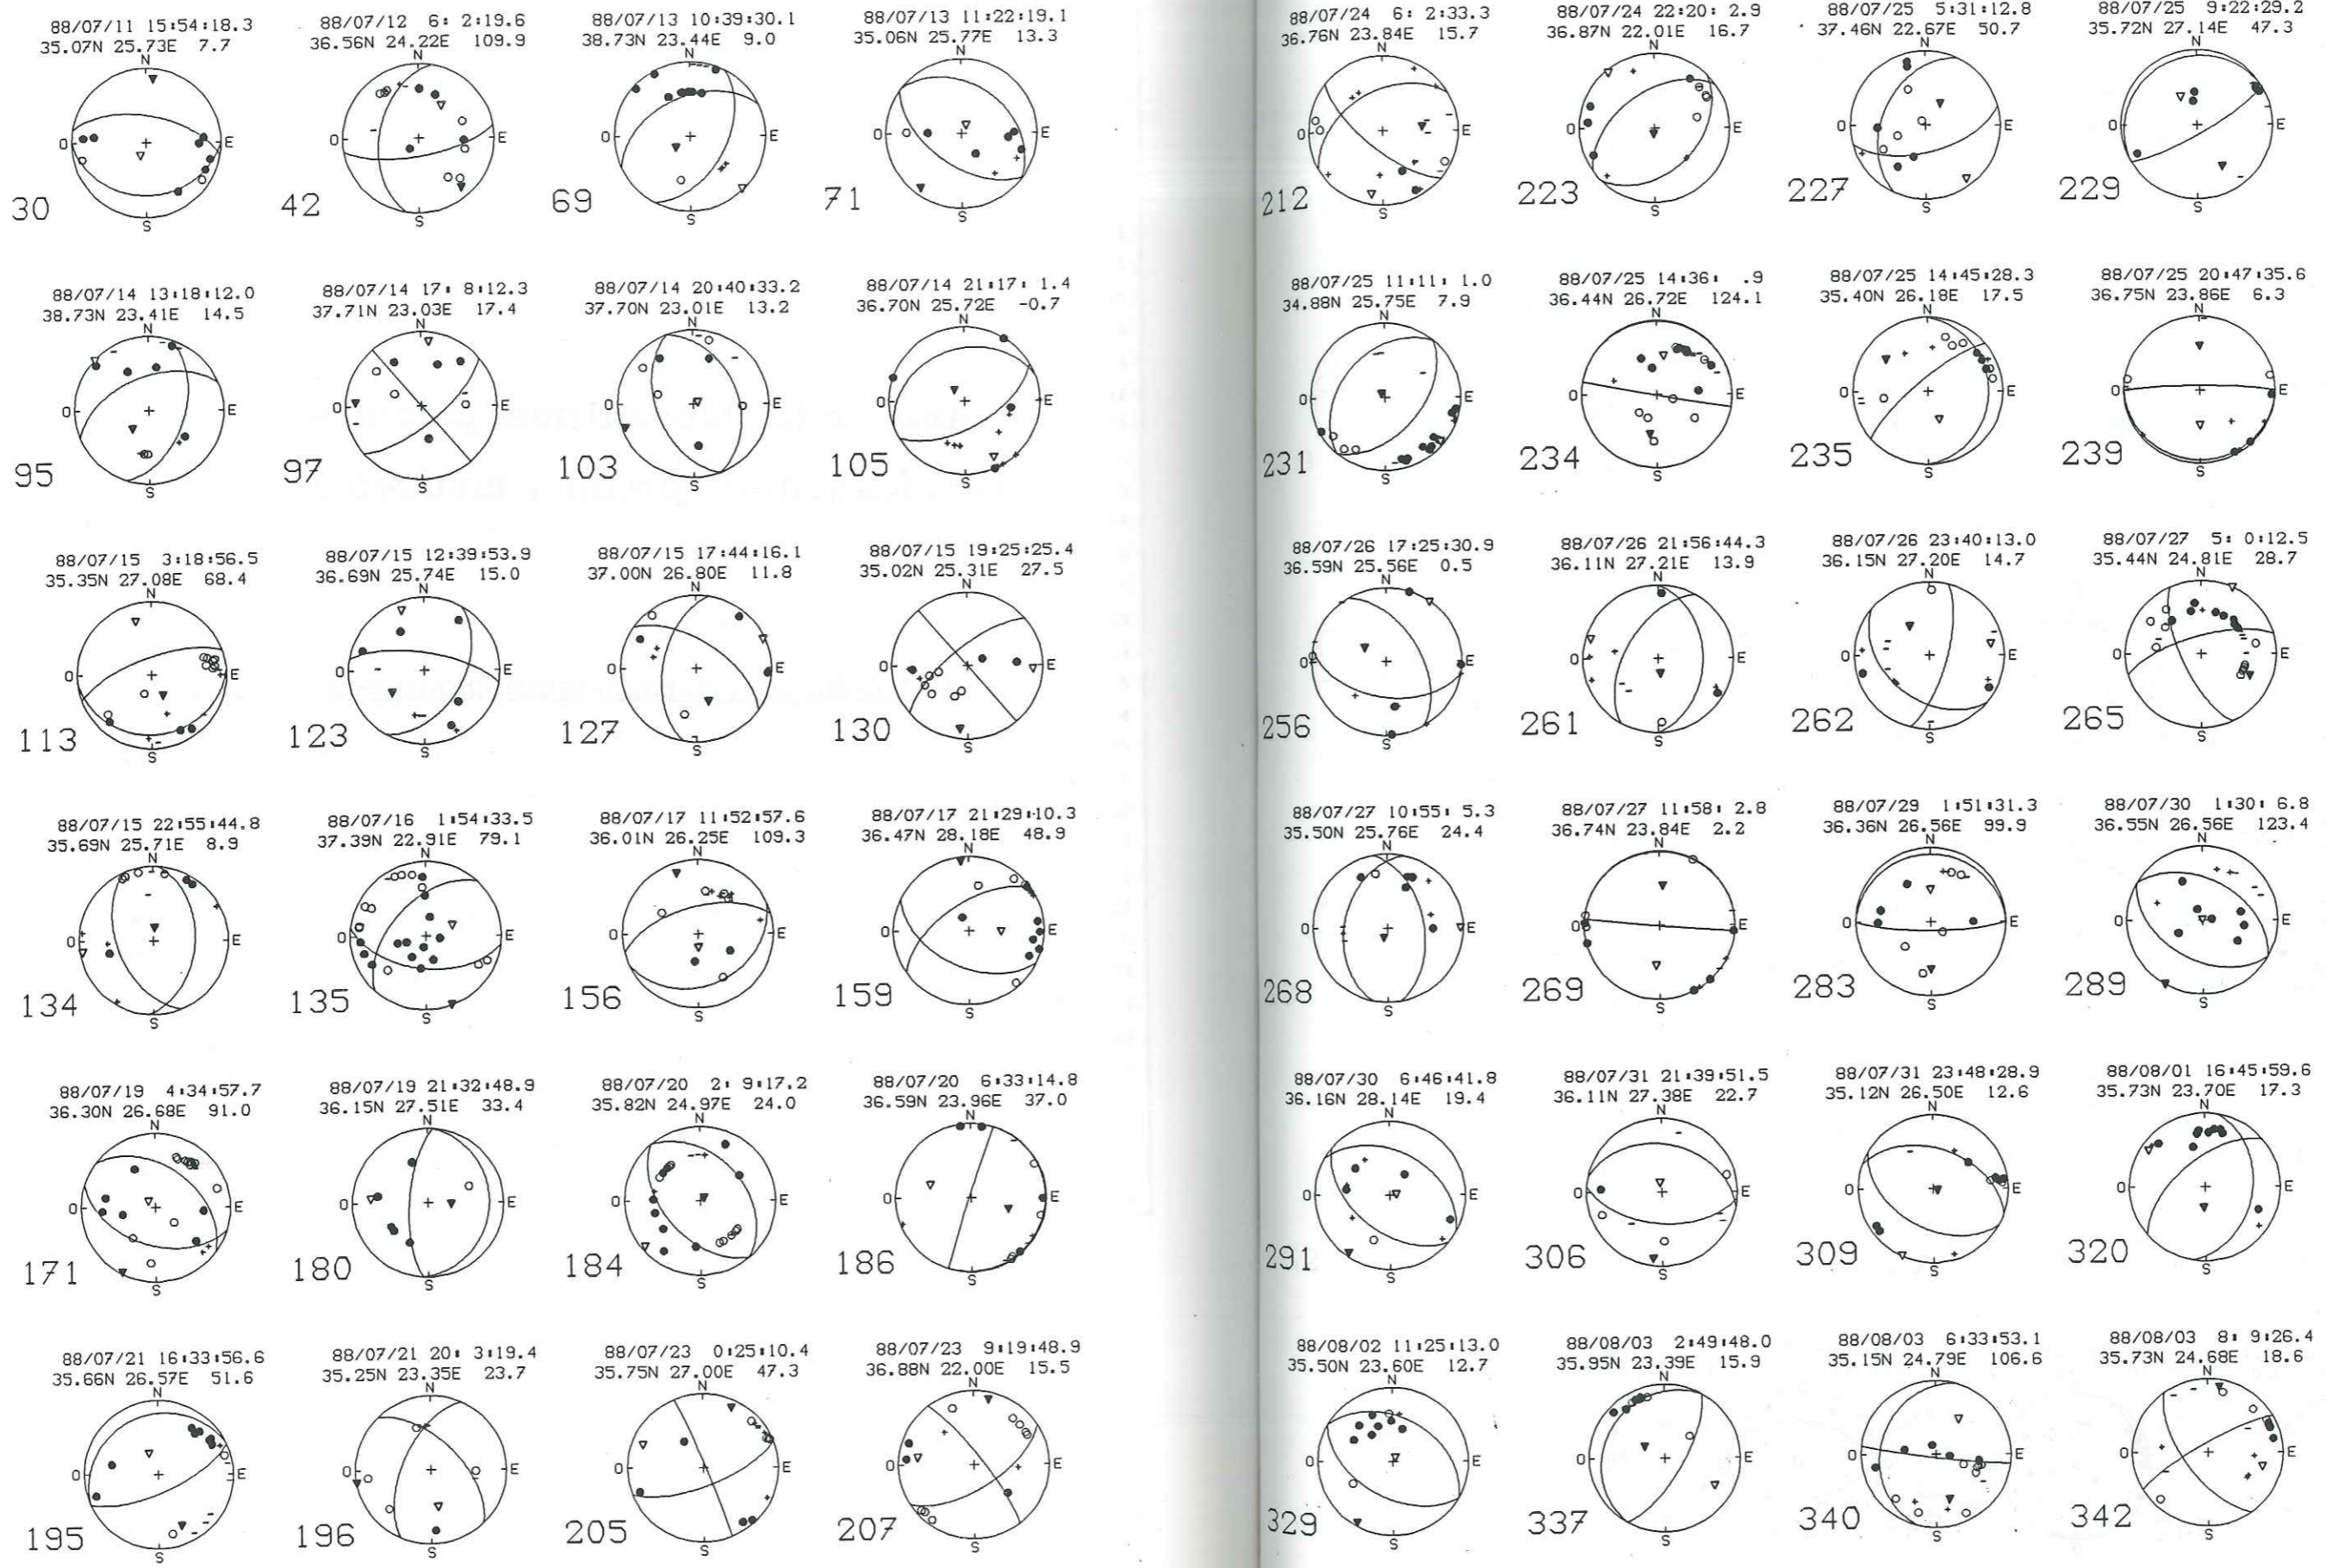 88/07/11 15:54:18.3
35.07N 25.73E 7.7
N
O E
S
30
88/07/12 6: 2:19.6
36.56N 24.22E 109.9
N
O E
S
42
88/07/13 10:39:30.1
38.73N 23.44E 9.0
N
O E
S
69
88/07/13 11:22:19.1
35.06N 25.77E 13.3
N
O E
S
71
88/07/14 13:18:12.0
38.73N 23.41E 14.5
N
O E
S
95
88/07/14 17: 8:12.3
37.71N 23.03E 17.4
N
O E
S
97
88/07/14 20:40:33.2
37.70N 23.01E 13.2
N
O E
S
103
88/07/14 21:17: 1.4
36.70N 25.72E -0.7
N
O E
S
105
88/07/15 3:18:56.5
35.35N 27.08E 68.4
N
O E
S
113
88/07/15 12:39:53.9
36.69N 25.74E 15.0
N
O E
S
123
88/07/15 17:44:16.1
37.00N 26.80E 11.8
N
O E
S
127
88/07/15 19:25:25.4
35.02N 25.31E 27.5
N
O E
S
130
88/07/15 22:55:44.8
35.69N 25.71E 8.9
N
O E
S
134
88/07/16 1:54:33.5
37.39N 22.91E 79.1
N
O E
S
135
88/07/17 11:52:57.6
36.01N 26.25E 109.3
N
O E
S
156
88/07/17 21:29:10.3
36.47N 28.18E 48.9
N
O E
S
159
88/07/19 4:34:57.7
36.30N 26.68E 91.0
N
O E
S
171
88/07/19 21:32:48.9
36.15N 27.51E 33.4
N
O E
S
180
88/07/20 2: 9:17.2
35.82N 24.97E 24.0
N
O E
S
184
88/07/20 6:33:14.8
36.59N 23.96E 37.0
N
O E
S
186
88/07/21 16:33:56.6
35.66N 26.57E 51.6
N
O E
S
195
88/07/21 20: 3:19.4
35.25N 23.35E 23.7
N
O E
S
196
88/07/23 0:25:10.4
35.75N 27.00E 47.3
N
O E
S
205
88/07/23 9:19:48.9
36.88N 22.00E 15.5
N
O E
S
207
88/07/24 6: 2:33.3
36.76N 23.84E 15.7
N
O E
S
212
88/07/24 22:20: 2.9
36.87N 22.01E 16.7
N
O E
S
223
88/07/25 5:31:12.8
37.46N 22.67E 50.7
N
O E
S
227
88/07/25 9:22:29.2
35.72N 27.14E 47.3
N
O E
S
229
88/07/25 11:11: 1.0
34.88N 25.75E 7.9
N
O E
S
231
88/07/25 14:36: .9
36.44N 26.72E 124.1
N
O E
S
234
88/07/25 14:45:28.3
35.40N 26.18E 17.5
N
O E
S
235
88/07/25 20:47:35.6
36.75N 23.86E 6.3
N
O E
S
239
88/07/26 17:25:30.9
36.59N 25.56E 0.5
N
O E
S
256
88/07/26 21:56:44.3
36.11N 27.21E 13.9
N
O E
S
261
88/07/26 23:40:13.0
36.15N 27.20E 14.7
N
O E
S
262
88/07/27 5: 0:12.5
35.44N 24.81E 28.7
N
O E
S
265
88/07/27 10:55: 5.3
35.50N 25.76E 24.4
N
O E
S
268
88/07/27 11:58: 2.8
36.74N 23.84E 2.2
N
O E
S
269
88/07/29 1:51:31.3
36.36N 26.56E 99.9
N
O E
S
283
88/07/30 1:30: 6.8
36.55N 26.56E 123.4
N
O E
S
289
88/07/30 6:46:41.8
36.16N 28.14E 19.4
N
O E
S
291
88/07/31 21:39:51.5
36.11N 27.38E 22.7
N
O E
S
306
88/07/31 23:48:28.9
35.12N 26.50E 12.6
N
O E
S
309
88/08/01 16:45:59.6
35.73N 23.70E 17.3
N
O E
S
320
88/08/02 11:25:13.0
35.50N 23.60E 12.7
N
O E
S
329
88/08/03 2:49:48.0
35.95N 23.39E 15.9
N
O E
S
337
88/08/03 6:33:53.1
35.15N 24.79E 106.6
N
O E
S
340
88/08/03 8: 9:26.4
35.73N 24.68E 18.6
N
O E
S
342